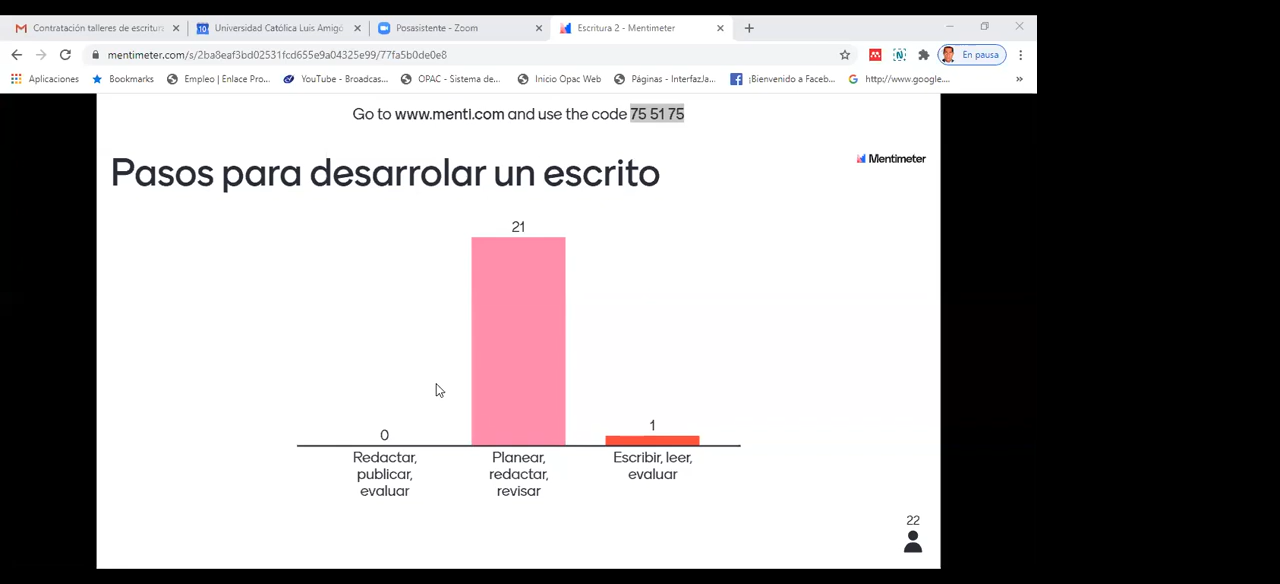 Contratación talleres de escritura
Universidad Católica Luis Amigó
Posasistente - Zoom
Escritura 2 - Mentimeter
mentimeter.com/s/2ba8eaf3bd02531fcd655e9a04325e99/77fa5b0de0e8
En pausa
Aplicaciones
Bookmarks
Empleo | Enlace Pro...
YouTube - Broadcas...
OPAC - Sistema de...
Inicio Opac Web
Páginas - InterfazJa...
¡Bienvenido a Faceb...
http://www.google....
»
Go to www.menti.com and use the code 75 51 75
Pasos para desarrolar un escrito
Mentimeter
21
0
1
Redactar,
publicar,
evaluar
Planear,
redactar,
revisar
Escribir, leer,
evaluar
22